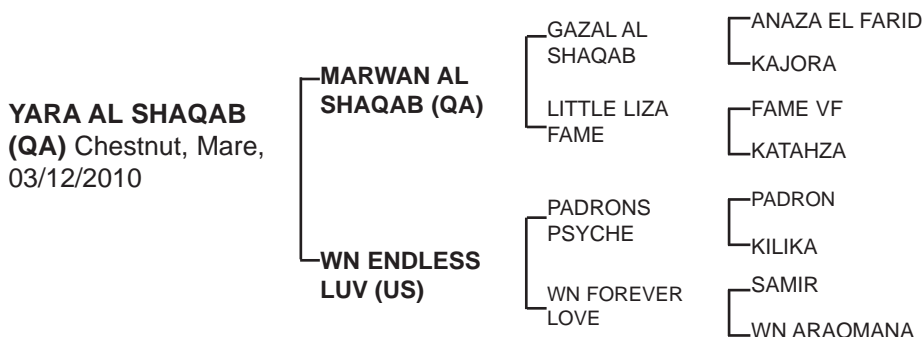 YARA AL SHAQAB
(QA) Chestnut, Mare,
03/12/2010
MARWAN AL
SHAQAB (QA)
WN ENDLESS
LUV (US)
GAZAL AL
SHAQAB
LITTLE LIZA
FAME
PADRONS
PSYCHE
WN FOREVER
LOVE
ANAZA EL FARID
KAJORA
FAME VF
KATAHZA
PADRON
KILIKA
SAMIR
WN ARAOMANA